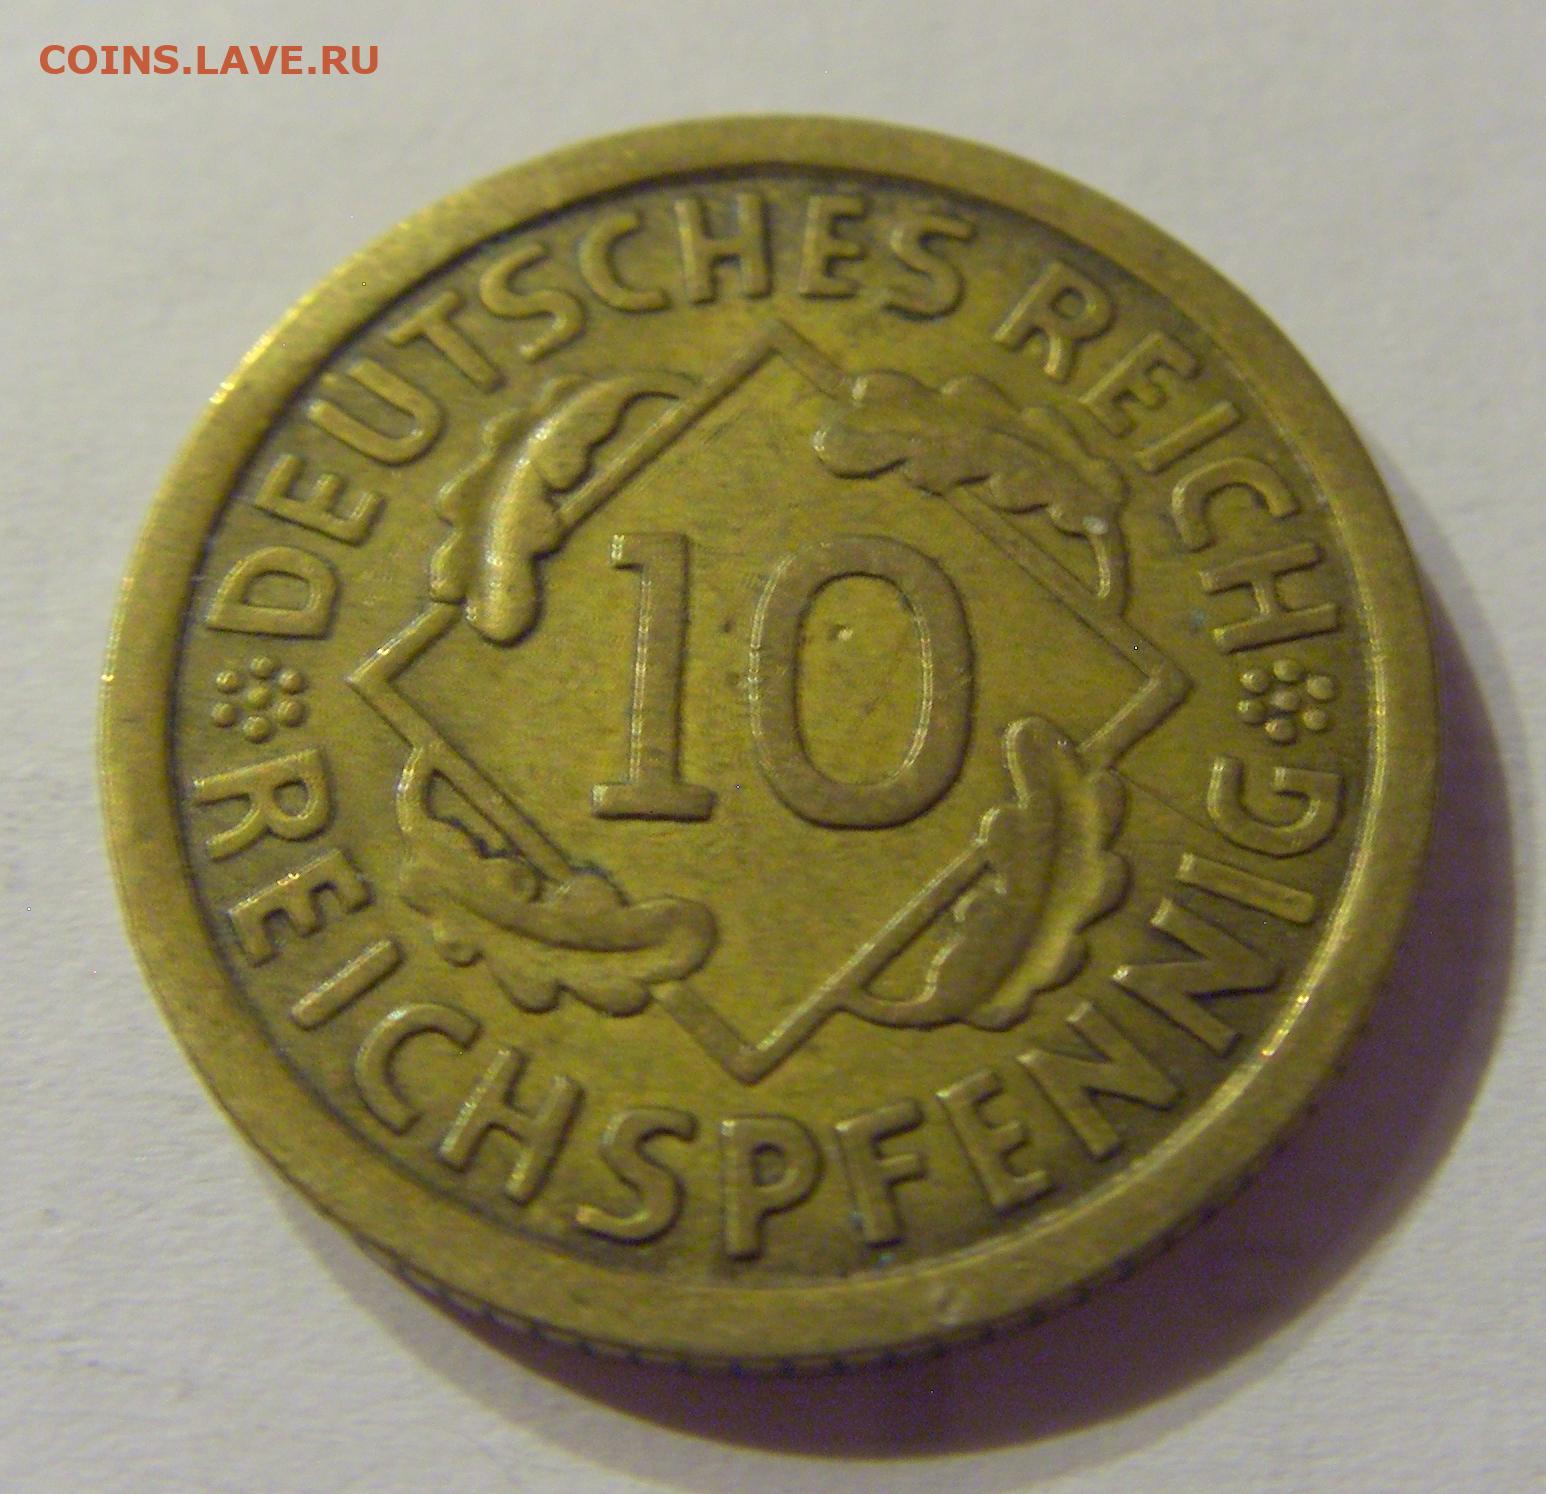 COINS.LAVE.RU
DEUTSCHES REICH
10
REICHSPFENNIG